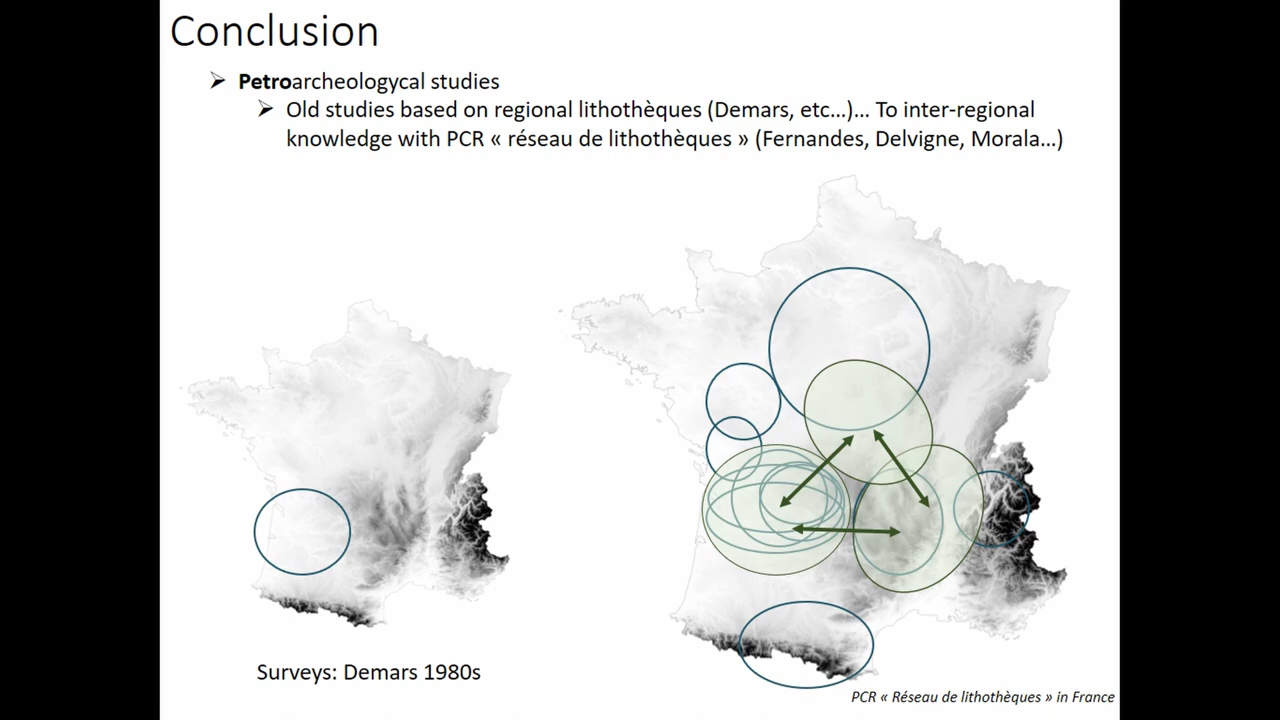 Conclusion
➢ Petroarcheologycal studies
➢ Old studies based on regional lithothèques (Demars, etc…)… To inter-regional
knowledge with PCR « réseau de lithothèques » (Fernandes, Delvigne, Morala…)
Surveys: Demars 1980s
PCR « Réseau de lithothèques » in France